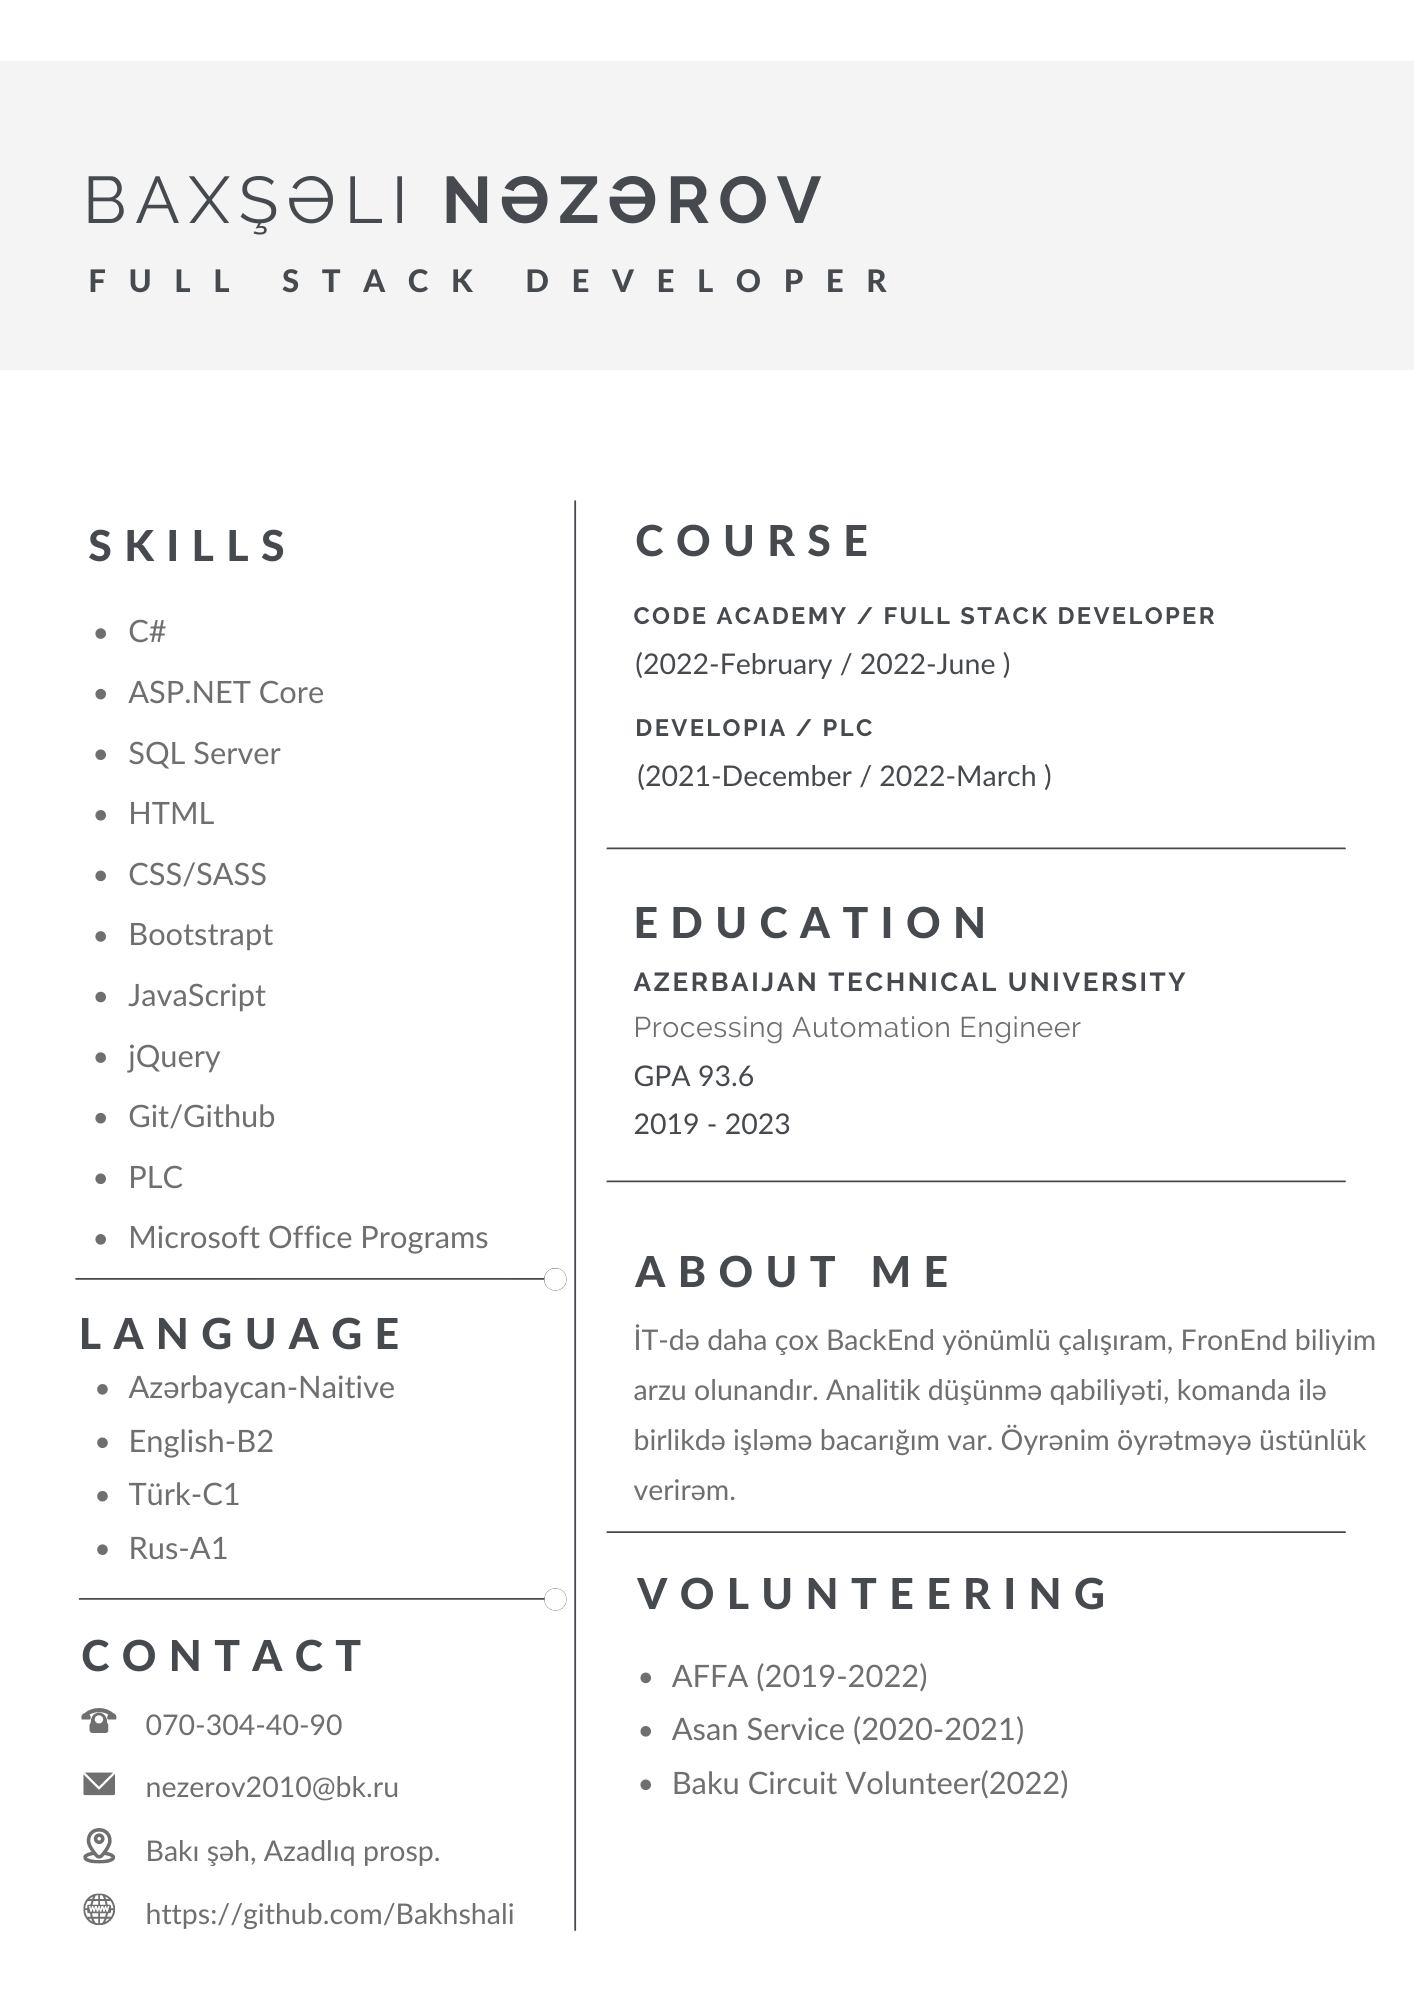 BAXŞƏLI NƏZƏROV
FULL STACK DEVELOPER
SKILLS
C#
ASP.NET Core
SQL Server
HTML
CSS/SASS
Bootstrapt
JavaScript
jQuery
Git/Github
PLC
Microsoft Office Programs
LANGUAGE
Azərbaycan-Naitive
English-B2
Türk-C1
Rus-A1
CONTACT
070-304-40-90
nezerov2010@bk.ru
Bakı şəh, Azadlıq prosp.
https://github.com/Bakhshali
COURSE
CODE ACADEMY / FULL STACK DEVELOPER
(2022-February / 2022-June )
DEVELOPIA / PLC
(2021-December / 2022-March )
EDUCATION
AZERBAIJAN TECHNICAL UNIVERSITY
Processing Automation Engineer
GPA 93.6
2019 - 2023
ABOUT ME
İT-də daha çox BackEnd yönümlü çalışıram, FronEnd biliyim
arzu olunandır. Analitik düşünmə qabiliyəti, komanda ilə
birlikdə işləmə bacarığım var. Öyrənim öyrətməyə üstünlük
verirəm.
VOLUNTEERING
AFFA (2019-2022)
Asan Service (2020-2021)
Baku Circuit Volunteer(2022)